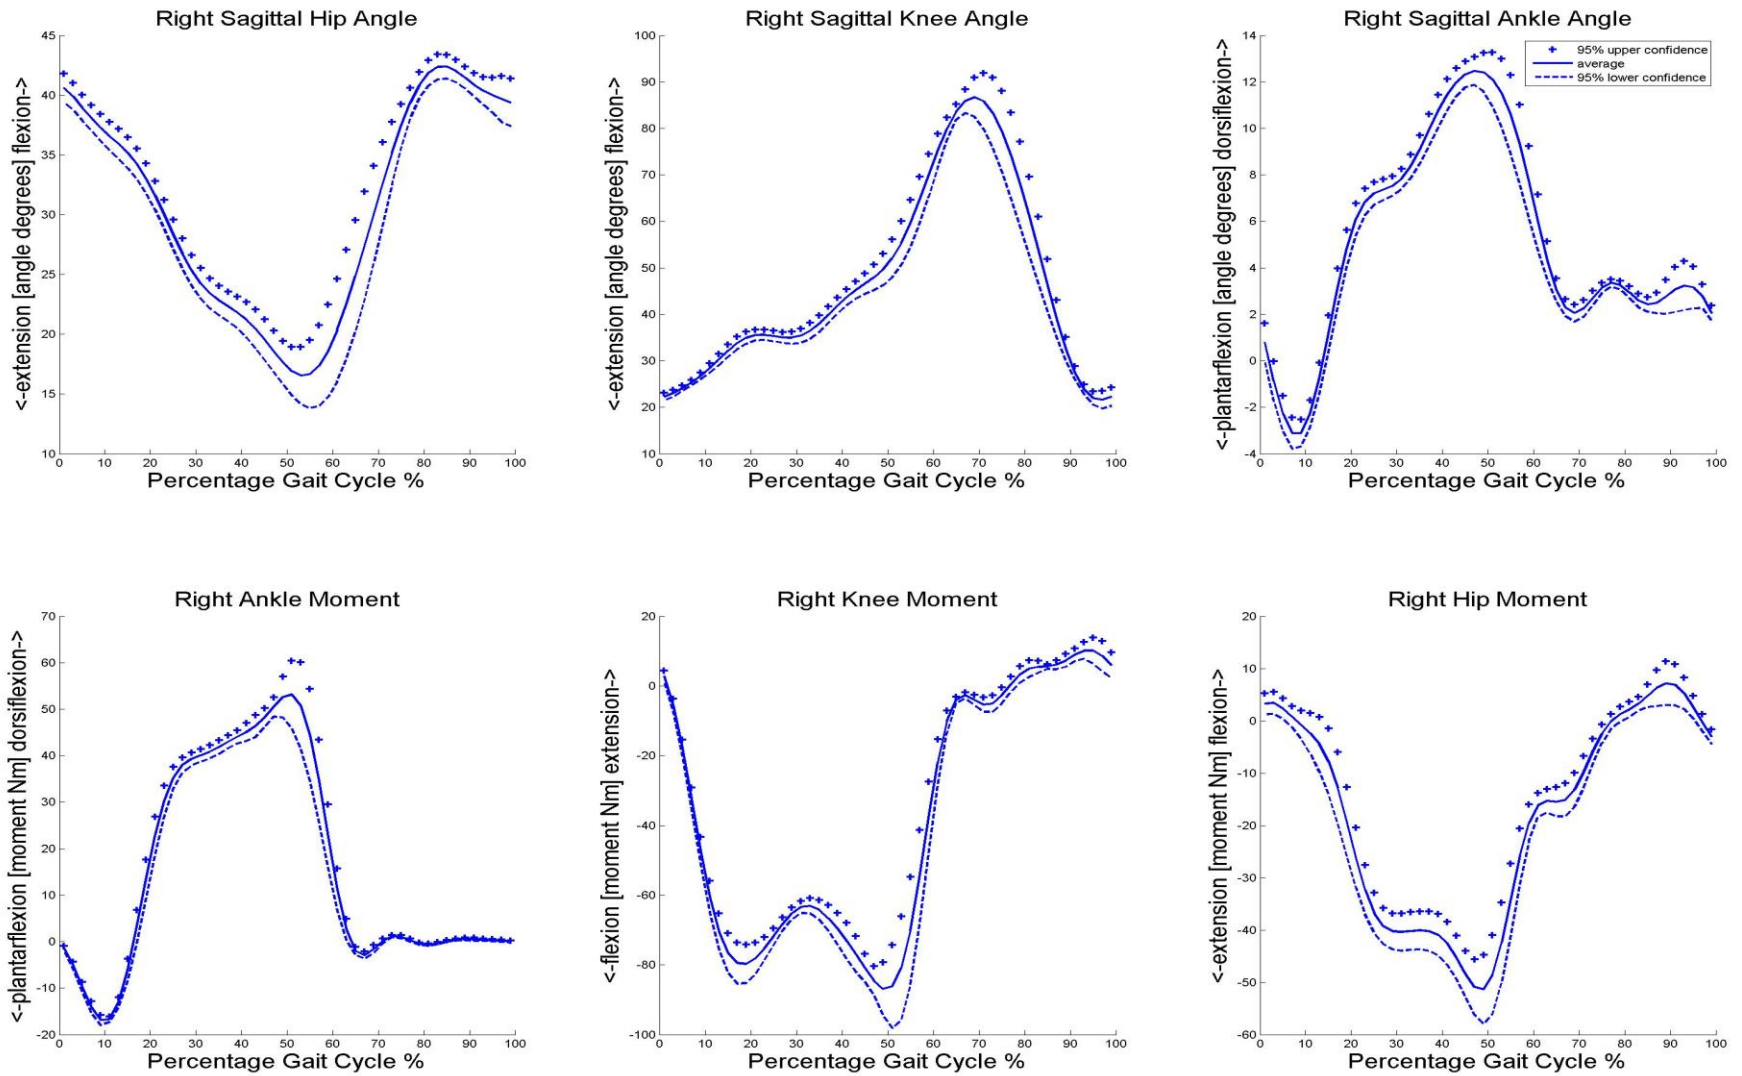 Right Sagittal Hip Angle
<-extension [angle degrees] flexion->
45
40
35
30
25
20
15
10
0 10 20 30 40 50 60 70 80 90 100
Percentage Gait Cycle %
Right Sagittal Knee Angle
<-extension [angle degrees] flexion->
100
90
80
70
60
50
40
30
20
10
0 10 20 30 40 50 60 70 80 90 100
Percentage Gait Cycle %
Right Sagittal Ankle Angle
<-plantarflexion [angle degrees] dorsiflexion->
14
12
10
8
6
4
2
0
-2
-4
0 10 20 30 40 50 60 70 80 90 100
Percentage Gait Cycle %
95% upper confidence
average
95% lower confidence
Right Ankle Moment
<-plantarflexion [moment Nm] dorsiflexion->
70
60
50
40
30
20
10
0
-10
-20
0 10 20 30 40 50 60 70 80 90 100
Percentage Gait Cycle %
Right Knee Moment
<-flexion [moment Nm] extension->
20
0
-20
-40
-60
-80
-100
0 10 20 30 40 50 60 70 80 90 100
Percentage Gait Cycle %
Right Hip Moment
<-extension [moment Nm] flexion->
20
10
0
-10
-20
-30
-40
-50
-60
0 10 20 30 40 50 60 70 80 90 100
Percentage Gait Cycle %